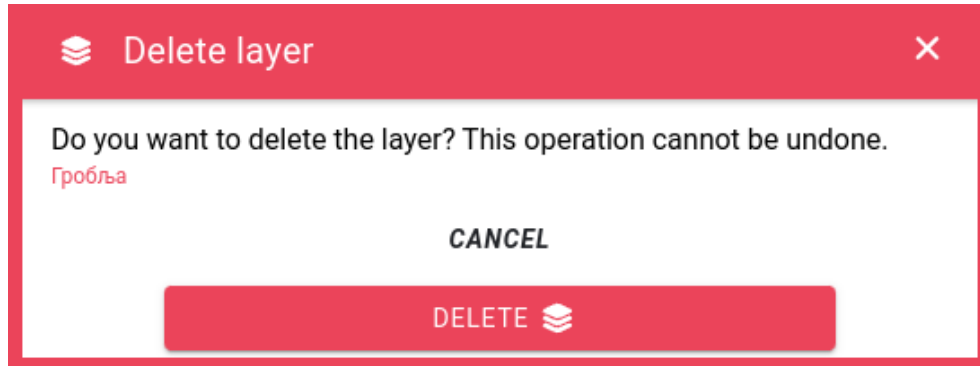 Delete layer
Do you want to delete the layer? This operation cannot be undone.
Гробља
CANCEL
DELETE